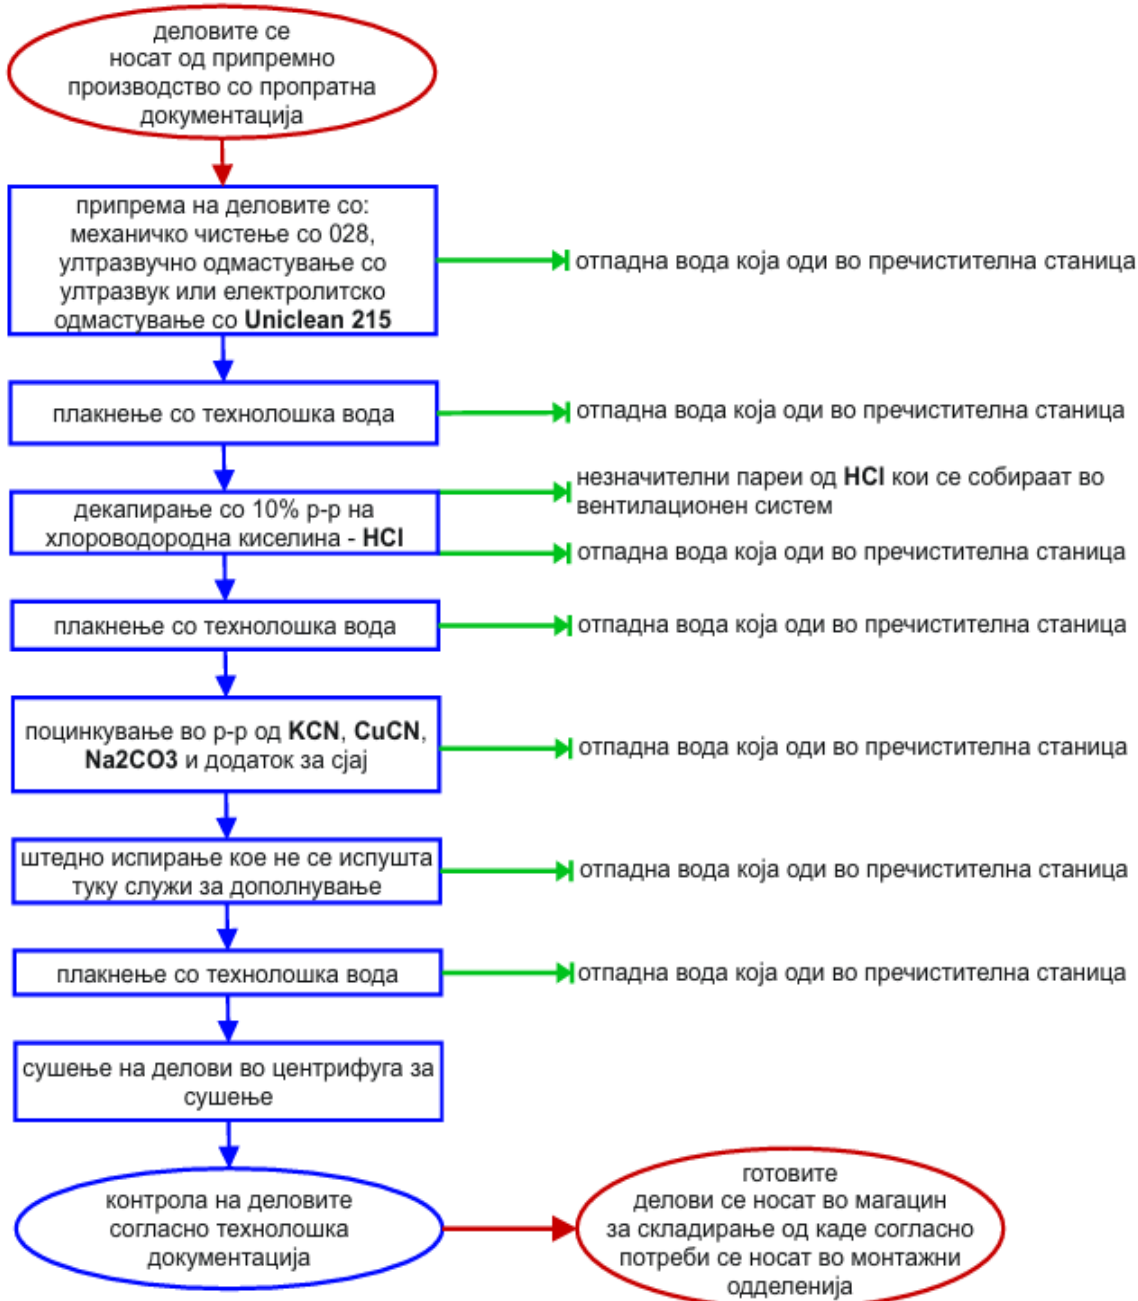 деловите се
носат од припремно
производство со пропратна
документација
припрема на деловите со:
механичко чистење со 028,
ултразвучно одмастување со
ултразвук или електролитско
одмастување со Uniclean 215
отпадна вода која оди во пречистителна станица
плакнење со технолошка вода
отпадна вода која оди во пречистителна станица
декапирање со 10% р-р на
хлороводородна киселина - HCl
незначителни пареи од HCl кои се собираат во
вентилационен систем
отпадна вода која оди во пречистителна станица
плакнење со технолошка вода
отпадна вода која оди во пречистителна станица
поцинкување во р-р од KCN, CuCN,
Na2CO3 и додаток за сјај
отпадна вода која оди во пречистителна станица
штедно испирање кое не се испушта
туку служи за дополнување
отпадна вода која оди во пречистителна станица
плакнење со технолошка вода
отпадна вода која оди во пречистителна станица
сушење на делови во центрифуга за
сушење
контрола на деловите
согласно технолошка
документација
готовите
делови се носат во магацин
за складирање од каде согласно
потреби се носат во монтажни
одделенија